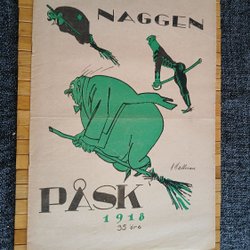 NAGGEN
PÅSK
1918
35 öre